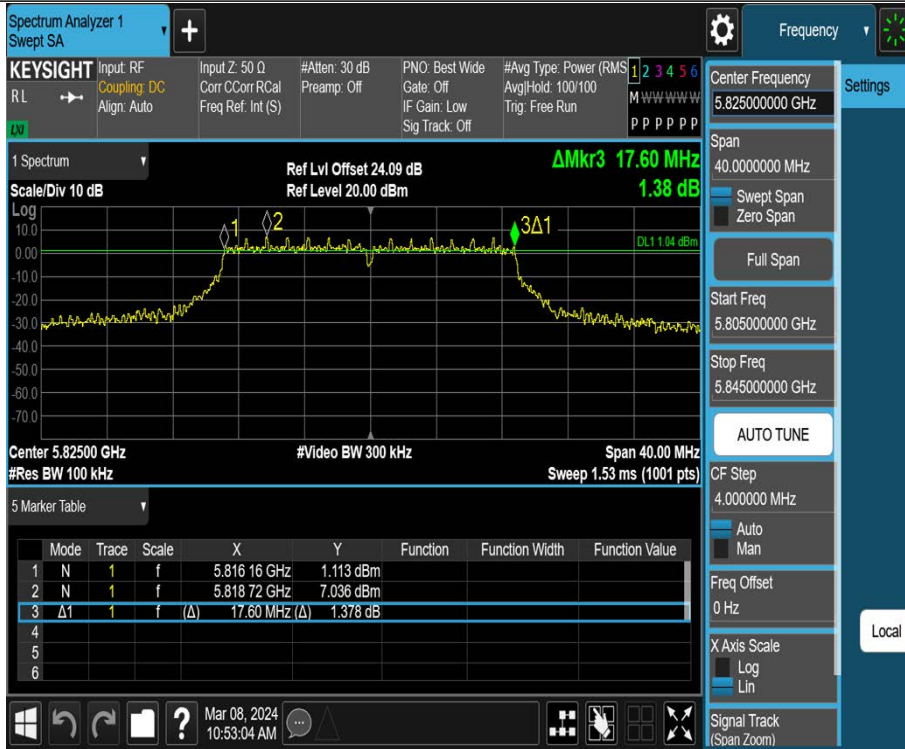 Spectrum Analyzer 1
Swept SA
+
Frequency
KEYSIGHT
R L
LXI
Input: RF
Coupling: DC
Align: Auto
Input Z: 50 Ω
Corr CCorr RCal
Freq Ref: Int (S)
#Atten: 30 dB
Preamp: Off
PNO: Best Wide
Gate: Off
IF Gain: Low
Sig Track: Off
#Avg Type: Power (RMS
Avg|Hold: 100/100
Trig: Free Run
1 2 3 4 5 6
M W W W W W
P P P P P P
1 Spectrum
Scale/Div 10 dB
Ref Lvl Offset 24.09 dB
Ref Level 20.00 dBm
ΔMkr3 17.60 MHz
1.38 dB
Log
10.0
0.00
-10.0
-20.0
-30.0
-40.0
-50.0
-60.0
-70.0
1
2
3Δ1
DL1 1.04 dBm
Center 5.82500 GHz
#Video BW 300 kHz
Span 40.00 MHz
#Res BW 100 kHz
Sweep 1.53 ms (1001 pts)
5 Marker Table
Mode Trace Scale X Y Function Function Width Function Value
1 N 1 f 5.816 16 GHz 1.113 dBm
2 N 1 f 5.818 72 GHz 7.036 dBm
3 Δ1 1 f (Δ) 17.60 MHz (Δ) 1.378 dB
4
5
6
?
Mar 08, 2024
10:53:04 AM
Center Frequency
5.825000000 GHz
Span
40.0000000 MHz
Swept Span
Zero Span
Full Span
Start Freq
5.805000000 GHz
Stop Freq
5.845000000 GHz
AUTO TUNE
CF Step
4.000000 MHz
Auto
Man
Freq Offset
0 Hz
X Axis Scale
Log
Lin
Signal Track
(Span Zoom)
Settings
Local